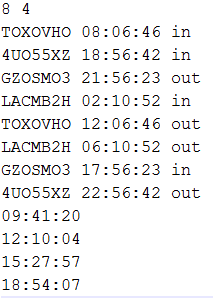 8 4
TOXOVHO 08:06:46 in
4UO55XZ 18:56:42 in
GZOSMO3 21:56:23 out
LACMB2H 02:10:52 in
TOXOVHO 12:06:46 out
LACMB2H 06:10:52 out
GZOSMO3 17:56:23 in
4UO55XZ 22:56:42 out
09:41:20
12:10:04
15:27:57
18:54:07